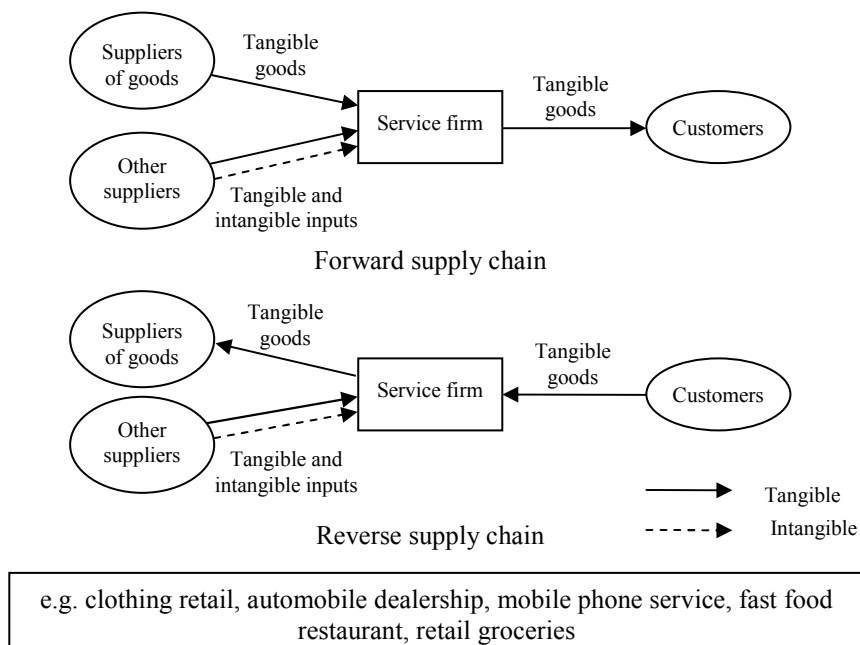 Suppliers
of goods
Tangible
goods
Service firm
Tangible
goods
Customers
Other
suppliers
Tangible and
intangible inputs
Forward supply chain
Suppliers
of goods
Tangible
goods
Service firm
Tangible
goods
Customers
Other
suppliers
Tangible and
intangible inputs
Tangible
Intangible
Reverse supply chain
e.g. clothing retail, automobile dealership, mobile phone service, fast food
restaurant, retail groceries